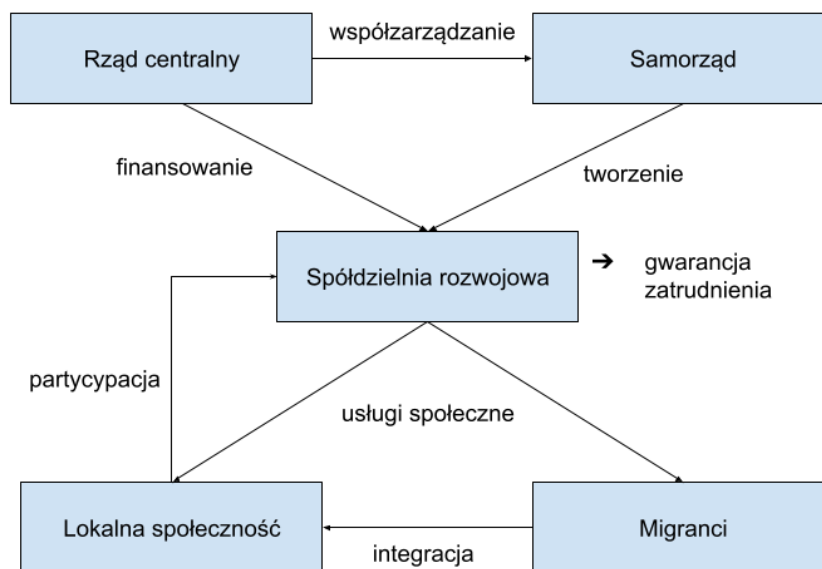 współzarządzanie
Rząd centralny
Samorząd
finansowanie
tworzenie
Spółdzielnia rozwojowa
➔ gwarancja
zatrudnienia
partycypacja
usługi społeczne
Lokalna społeczność
Migranci
integracja